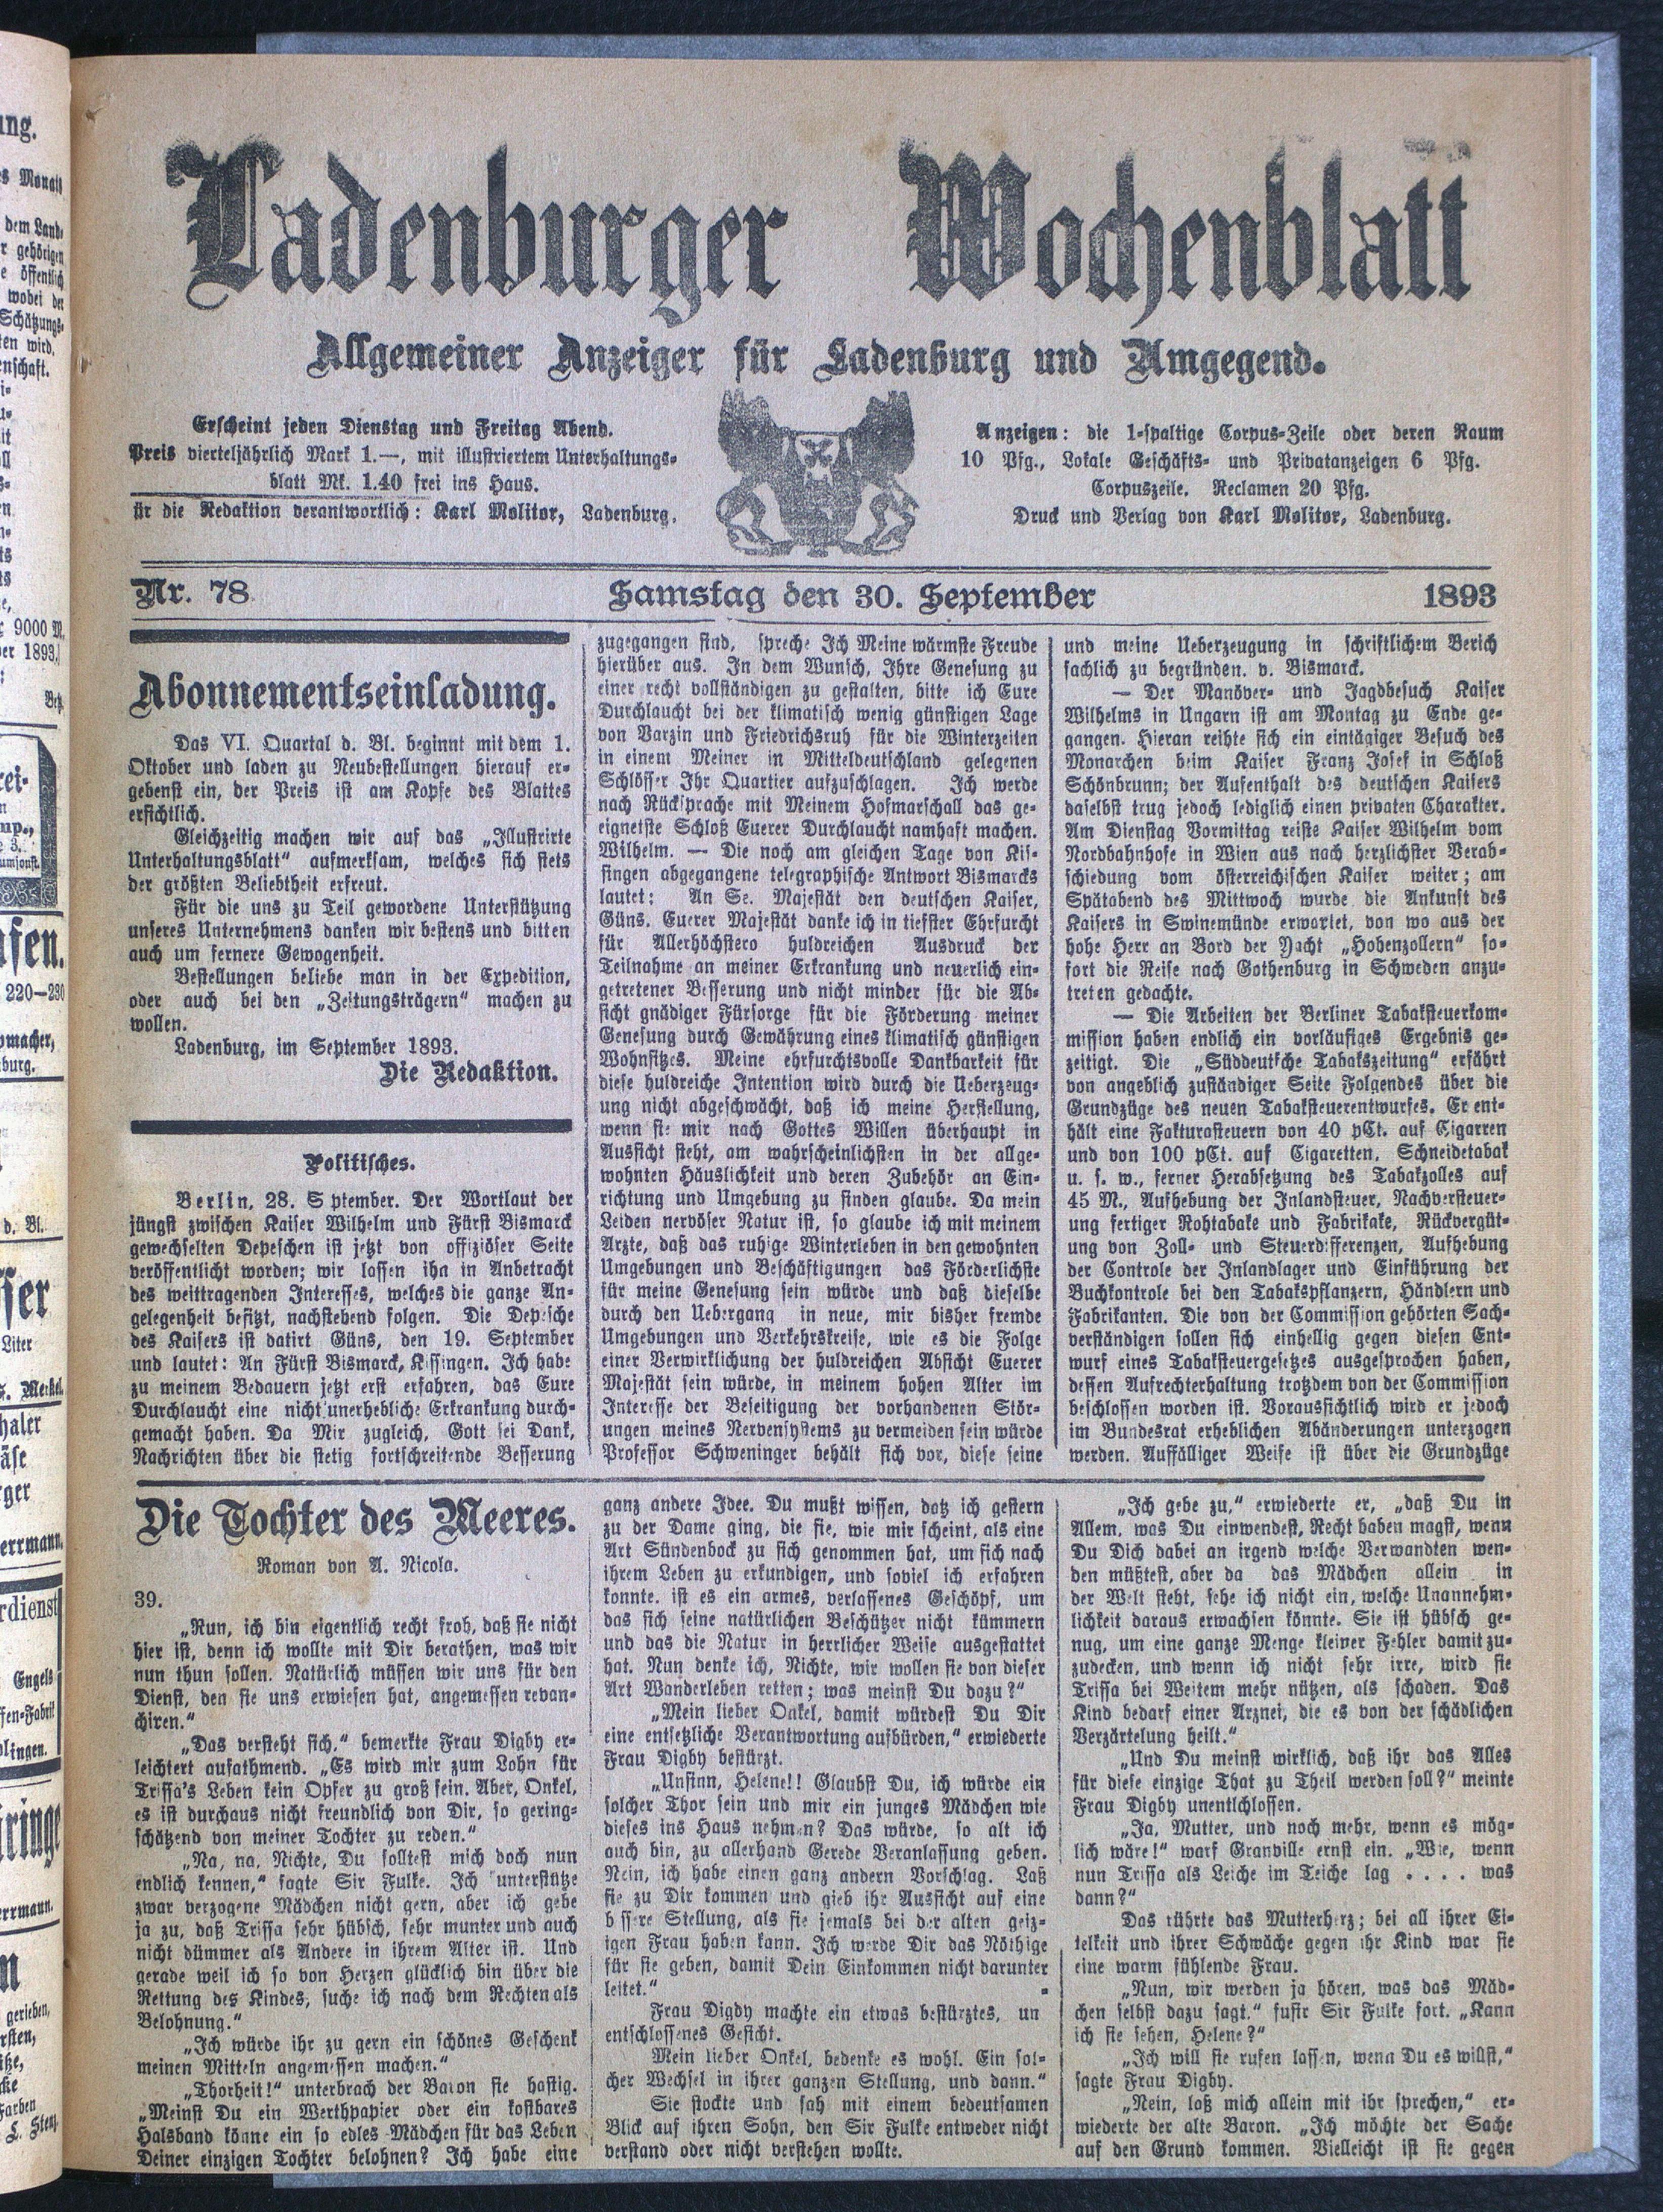 Ladenburger Wochenblatt
Allgemeiner Anzeiger für Ladenburg und Umgegend.
Erscheint jeden Dienstag und Freitag Abend.
Preis vierteljährlich Mark 1.—, mit illustriertem Unterhaltungs-
blatt Mk. 1.40 frei ins Haus.
ür die Redaktion verantwortlich: Karl Molitor, Ladenburg.
Anzeigen: die 1-spaltige Corpus-Zeile oder deren Raum
10 Pfg., Lokale Geschäfts- und Privatanzeigen 6 Pfg.
Corpuszeile. Reclamen 20 Pfg.
Druck und Verlag von Karl Molitor, Ladenburg.
Nr. 78
Samstag den 30. September
1893
Abonnementseinladung.
Das VI. Quartal d. Bl. beginnt mit dem 1.
Oktober und laden zu Neubestellungen hierauf er-
gebenst ein, der Preis ist am Kopfe des Blattes
ersichtlich.
Gleichzeitig machen wir auf das „Illustrirte
Unterhaltungsblatt“ aufmerksam, welches sich stets
der größten Beliebtheit erfreut.
Für die uns zu Teil gewordene Unterstützung
unseres Unternehmens danken wir bestens und bitten
auch um fernere Gewogenheit.
Bestellungen beliebe man in der Expedition,
oder auch bei den „Zeitungsträgern“ machen zu
wollen.
Ladenburg, im September 1893.
Die Redaktion.
Politisches.
Berlin, 28. S ptember. Der Wortlaut der
jüngst zwischen Kaiser Wilhelm und Fürst Bismarck
gewechselten Depeschen ist jetzt von offiziöser Seite
veröffentlicht worden; wir lassen ihn in Anbetracht
des weittragenden Interesses, welches die ganze An-
gelegenheit besitzt, nachstehend folgen. Die Depesche
des Kaisers ist datirt Güns, den 19. September
und lautet: An Fürst Bismarck, Kissingen. Ich habe
zu meinem Bedauern jetzt erst erfahren, das Eure
Durchlaucht eine nicht unerhebliche Erkrankung durch-
gemacht haben. Da Mir zugleich, Gott sei Dank,
Nachrichten über die stetig fortschreitende Besserung
zugegangen sind, spreche Ich Meine wärmste Freude
hierüber aus. In dem Wunsch, Ihre Genesung zu
einer recht vollständigen zu gestalten, bitte ich Eure
Durchlaucht bei der klimatisch wenig günstigen Lage
von Varzin und Friedrichsruh für die Winterzeiten
in einem Meiner in Mitteldeutschland gelegenen
Schlösser Ihr Quartier aufzuschlagen. Ich werde
nach Rücksprache mit Meinem Hofmarschall das ge-
eignetste Schloß Euerer Durchlaucht namhaft machen.
Wilhelm. — Die noch am gleichen Tage von Kis-
singen abgegangene telegraphische Antwort Bismarcks
lautet: An Se. Majestät den deutschen Kaiser,
Güns. Euerer Majestät danke ich in tiefster Ehrfurcht
für Allerhöchstero huldreichen Ausdruck der
Teilnahme an meiner Erkrankung und neuerlich ein-
getretener Besserung und nicht minder für die Ab-
sicht gnädiger Fürsorge für die Förderung meiner
Genesung durch Gewährung eines klimatisch günstigen
Wohnsitzes. Meine ehrfurchtsvolle Dankbarkeit für
diese huldreiche Intention wird durch die Ueberzeug-
ung nicht abgeschwächt, daß ich meine Herstellung,
wenn sie mir nach Gottes Willen überhaupt in
Aussicht steht, am wahrscheinlichsten in der allge-
wohnten Häuslichkeit und deren Zubehör an Ein-
richtung und Umgebung zu finden glaube. Da mein
Leiden nervöser Natur ist, so glaube ich mit meinem
Arzte, daß das ruhige Winterleben in den gewohnten
Umgebungen und Beschäftigungen das Förderlichste
für meine Genesung sein würde und daß dieselbe
durch den Uebergang in neue, mir bisher fremde
Umgebungen und Verkehrskreise, wie es die Folge
einer Verwirklichung der huldreichen Absicht Euerer
Majestät sein würde, in meinem hohen Alter im
Interesse der Beseitigung der vorhandenen Stör-
ungen meines Nervensystems zu vermeiden sein würde
Professor Schweninger behält sich vor, diese seine
und meine Ueberzeugung in schriftlichem Berich
sachlich zu begründen. v. Bismarck.
— Der Manöver- und Jagdbesuch Kaiser
Wilhelms in Ungarn ist am Montag zu Ende ge-
gangen. Hieran reihte sich ein eintägiger Besuch des
Monarchen beim Kaiser Franz Josef in Schloß
Schönbrunn; der Aufenthalt des deutschen Kaisers
daselbst trug jedoch lediglich einen privaten Charakter.
Am Dienstag Vormittag reiste Kaiser Wilhelm vom
Nordbahnhofe in Wien aus nach herzlichster Verab-
schiedung vom österreichischen Kaiser weiter; am
Spätabend des Mittwoch wurde die Ankunft des
Kaisers in Swinemünde erwartet, von wo aus der
hohe Herr an Bord der Yacht „Hohenzollern“ so-
fort die Reise nach Gothenburg in Schweden anzu-
treten gedachte.
— Die Arbeiten der Berliner Tabaksteuerkom-
mission haben endlich ein vorläufiges Ergebnis ge-
zeitigt. Die „Süddeutsche Tabakszeitung“ erfährt
von angeblich zuständiger Seite Folgendes über die
Grundzüge des neuen Tabaksteuerentwurfes. Er ent-
hält eine Fakturasteuern von 40 pCt. auf Cigarren
und von 100 pCt. auf Cigaretten, Schneidetabak
u. s. w., ferner Herabsetzung des Tabakzolles auf
45 M., Aufhebung der Inlandsteuer, Nachversteuer-
ung fertiger Rohtabake und Fabrikate, Rückvergüt-
ung von Zoll- und Steuerdifferenzen, Aufhebung
der Controle der Inlandlager und Einführung der
Buchkontrole bei den Tabakspflanzern, Händlern und
Fabrikanten. Die von der Commission gehörten Sach-
verständigen sollen sich einhellig gegen diesen Ent-
wurf eines Tabaksteuergesetzes ausgesprochen haben,
dessen Aufrechterhaltung trotzdem von der Commission
beschlossen worden ist. Voraussichtlich wird er jedoch
im Bundesrat erheblichen Abänderungen unterzogen
werden. Auffälliger Weise ist über die Grundzüge
Die Tochter des Meeres.
Roman von A. Nicola.
39.
„Nun, ich bin eigentlich recht froh, daß sie nicht
hier ist, denn ich wollte mit Dir berathen, was wir
nun thun sollen. Natürlich müssen wir uns für den
Dienst, den sie uns erwiesen hat, angemessen revan-
chiren.“
„Das versteht sich,“ bemerkte Frau Digby er-
leichtert aufathmend. „Es wird mir zum Lohn für
Trissa's Leben kein Opfer zu groß sein. Aber, Onkel,
es ist durchaus nicht freundlich von Dir, so gering-
schätzend von meiner Tochter zu reden.“
„Na, na, Nichte, Du solltest mich doch nun
endlich kennen,“ sagte Sir Fulke. Ich unterstütze
zwar verzogene Mädchen nicht gern, aber ich gebe
ja zu, daß Trissa sehr hübsch, sehr munter und auch
nicht dümmer als Andere in ihrem Alter ist. Und
gerade weil ich so von Herzen glücklich bin über die
Rettung des Kindes, suche ich nach dem Rechten als
Belohnung.“
„Ich würde ihr zu gern ein schönes Geschenk
meinen Mitteln angemessen machen.“
„Thorheit!“ unterbrach der Baron sie hastig.
„Meinst Du ein Werthpapier oder ein kostbares
Halsband könne ein so edles Mädchen für das Leben
Deiner einzigen Tochter belohnen? Ich habe eine
ganz andere Idee. Du mußt wissen, daß ich gestern
zu der Dame ging, die sie, wie mir scheint, als eine
Art Sündenbock zu sich genommen hat, um sich nach
ihrem Leben zu erkundigen, und soviel ich erfahren
konnte, ist es ein armes, verlassenes Geschöpf, um
das sich seine natürlichen Beschützer nicht kümmern
und das die Natur in herrlicher Weise ausgestattet
hat. Nun denke ich, Nichte, wir wollen sie von dieser
Art Wanderleben retten; was meinst Du dazu?“
„Mein lieber Onkel, damit würdest Du Dir
eine entsetzliche Verantwortung aufbürden,“ erwiederte
Frau Digby bestürzt.
„Unsinn, Helene!! Glaubst Du, ich würde ein
solcher Thor sein und mir ein junges Mädchen wie
dieses ins Haus nehmen? Das würde, so alt ich
auch bin, zu allerhand Gerede Veranlassung geben.
Nein, ich habe einen ganz andern Vorschlag. Laß
sie zu Dir kommen und gieb ihr Aussicht auf eine
b ssere Stellung, als sie jemals bei der alten geiz-
igen Frau haben kann. Ich werde Dir das Nöthige
für sie geben, damit Dein Einkommen nicht darunter
leitet.“
Frau Digby machte ein etwas bestürztes, un
entschlossenes Gesicht.
Mein lieber Onkel, bedenke es wohl. Ein sol-
cher Wechsel in ihrer ganzen Stellung, und dann.“
Sie stockte und sah mit einem bedeutsamen
Blick auf ihren Sohn, den Sir Fulke entweder nicht
verstand oder nicht verstehen wollte.
„Ich gebe zu,“ erwiederte er, „daß Du in
Allem, was Du einwendest, Recht haben magst, wenn
Du Dich dabei an irgend welche Verwandten wen-
den müßtest, aber da das Mädchen allein in
der Welt steht, sehe ich nicht ein, welche Unannehm-
lichkeit daraus erwachsen könnte. Sie ist hübsch ge-
nug, um eine ganze Menge kleiner Fehler damit zu-
zudecken, und wenn ich nicht sehr irre, wird sie
Trissa bei Weitem mehr nützen, als schaden. Das
Kind bedarf einer Arznei, die es von der schädlichen
Verzärtelung heilt.“
„Und Du meinst wirklich, daß ihr das Alles
für diese einzige That zu Theil werden soll?“ meinte
Frau Digby unentschlossen.
„Ja, Mutter, und noch mehr, wenn es mög-
lich wäre!“ warf Granville ernst ein. „Wie, wenn
nun Trissa als Leiche im Teiche lag . . . . was
dann?“
Das rührte das Mutterherz; bei all ihrer Ei-
telkeit und ihrer Schwäche gegen ihr Kind war sie
eine warm fühlende Frau.
„Nun, wir werden ja hören, was das Mäd-
chen selbst dazu sagt.“ fuhr Sir Fulke fort. „Kann
ich sie sehen, Helene?“
„Ich will sie rufen lassen, wenn Du es willst,“
sagte Frau Digby.
„Nein, laß mich allein mit ihr sprechen,“ er-
wiederte der alte Baron. „Ich möchte der Sache
auf den Grund kommen. Vielleicht ist sie gegen